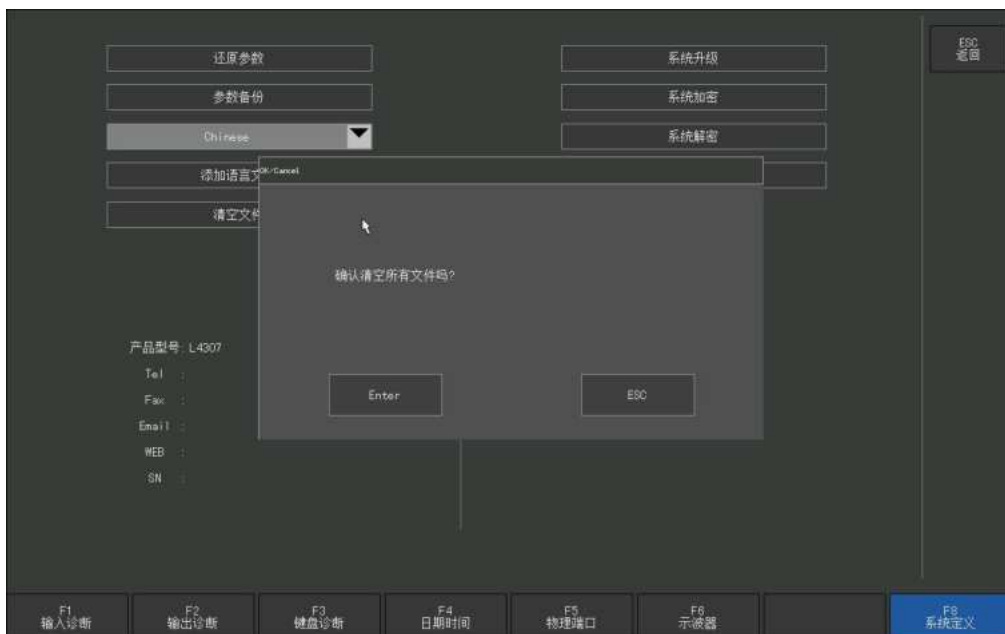 ESC
返回
还原参数
系统升级
参数备份
系统加密
Chinese
系统解密
添加语言文
OK/Cancel
清空文件
确认清空所有文件吗?
产品型号: L4307
Tel :
Fax :
Email :
WEB :
SN :
Enter
ESC
F1
输入诊断
F2
输出诊断
F3
键盘诊断
F4
日期时间
F5
物理端口
F6
示波器
F8
系统定义